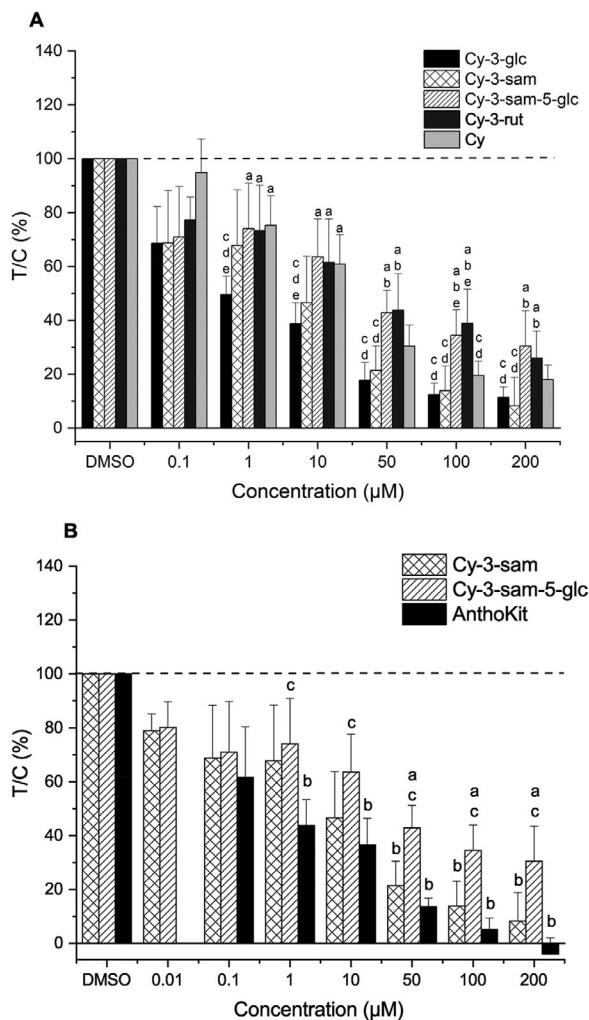 A
T/C (%)
140
120
100
80
60
40
20
0
Cy-3-glc
Cy-3-sam
Cy-3-sam-5-glc
Cy-3-rut
Cy
c
d
e
a
a
a
c
d
e
a
a
a
c
d
c
d
a
b
a
b
c
d
c
d
a
b
e
a
b
e
c
d
c
d
c
d
a
b
a
b
DMSO 0.1 1 10 50 100 200
Concentration (µM)
B
T/C (%)
140
120
100
80
60
40
20
0
Cy-3-sam
Cy-3-sam-5-glc
AnthoKit
c
b
c
b
b
a
c
b
b
a
c
b
b
a
c
b
DMSO 0.01 0.1 1 10 50 100 200
Concentration (µM)